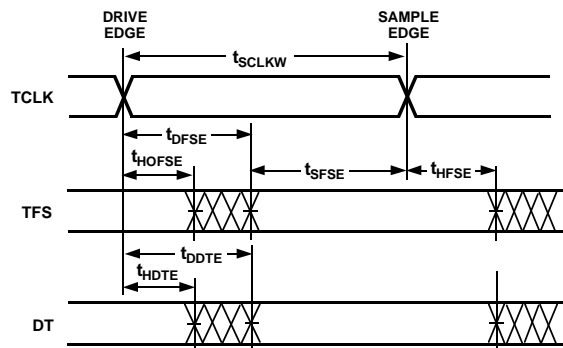 DRIVE EDGE
SAMPLE EDGE
tSCLKW
TCLK
tDFSE
tHOFSE
tSFSE
tHFSE
TFS
tDDTE
tHDTE
DT